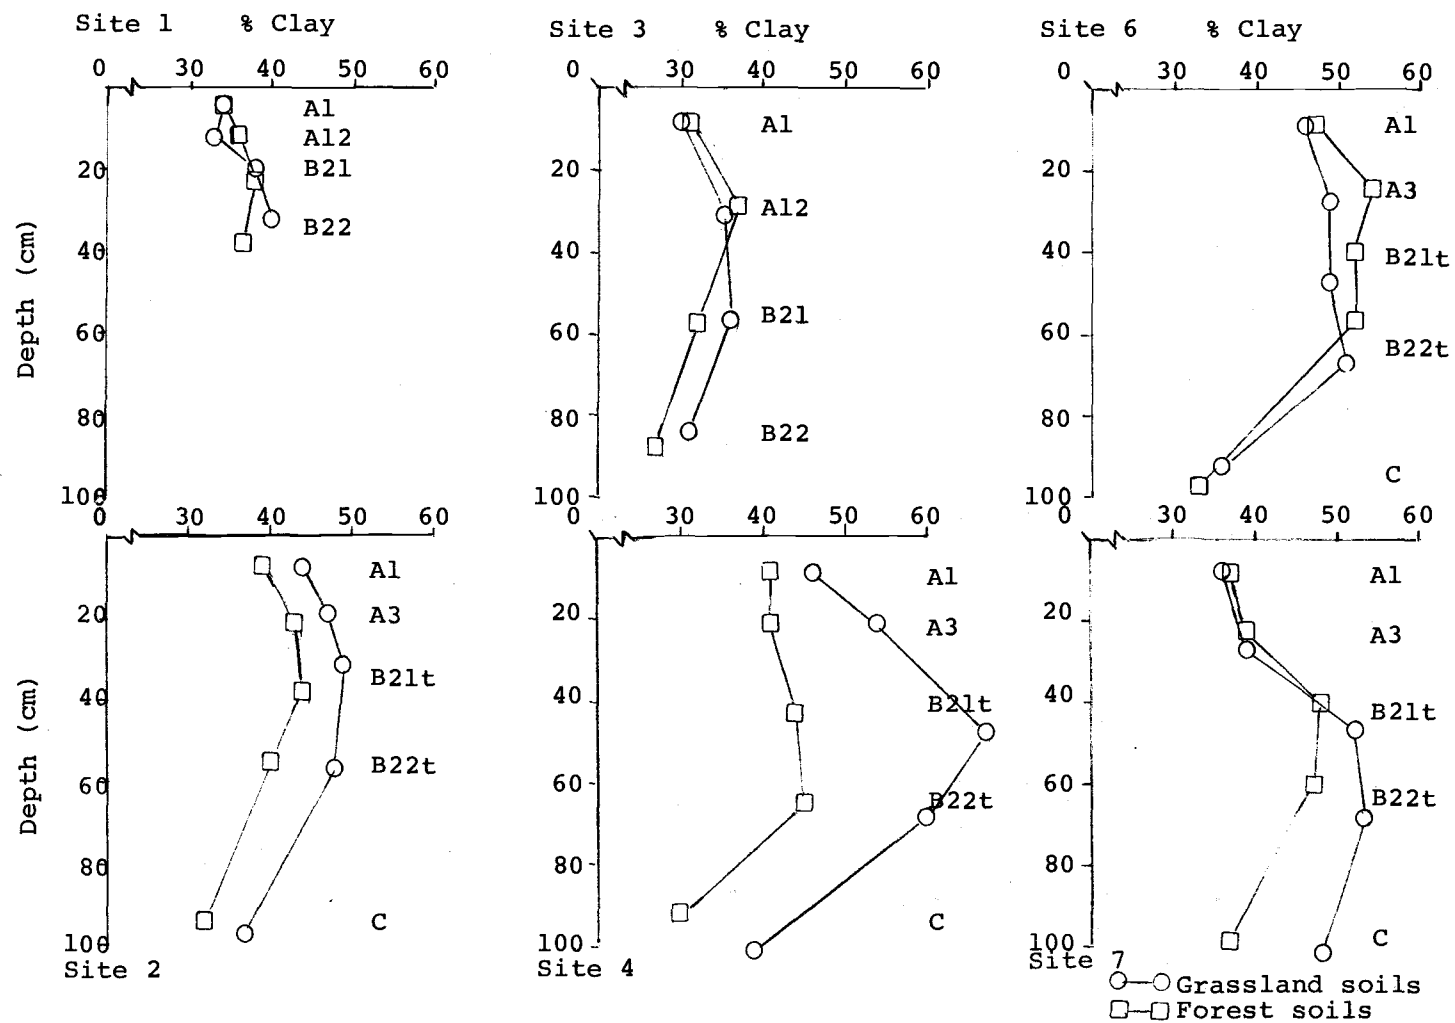 Site 1 % Clay
0 30 40 50 60
A1
A12
B21
B22
20
40
60
80
100
Depth (cm)
Site 3 % Clay
0 30 40 50 60
A1
A12
B21
B22
20
40
60
80
100
Site 6 % Clay
0 30 40 50 60
A1
A3
B21t
B22t
C
20
40
60
80
100
0 30 40 50 60
A1
A3
B21t
B22t
C
20
40
60
80
100
Depth (cm)
Site 2
0 30 40 50 60
A1
A3
B21t
B22t
C
20
40
60
80
100
Site 4
0 30 40 50 60
A1
A3
B21t
B22t
C
20
40
60
80
100
Site 7
Grassland soils
Forest soils